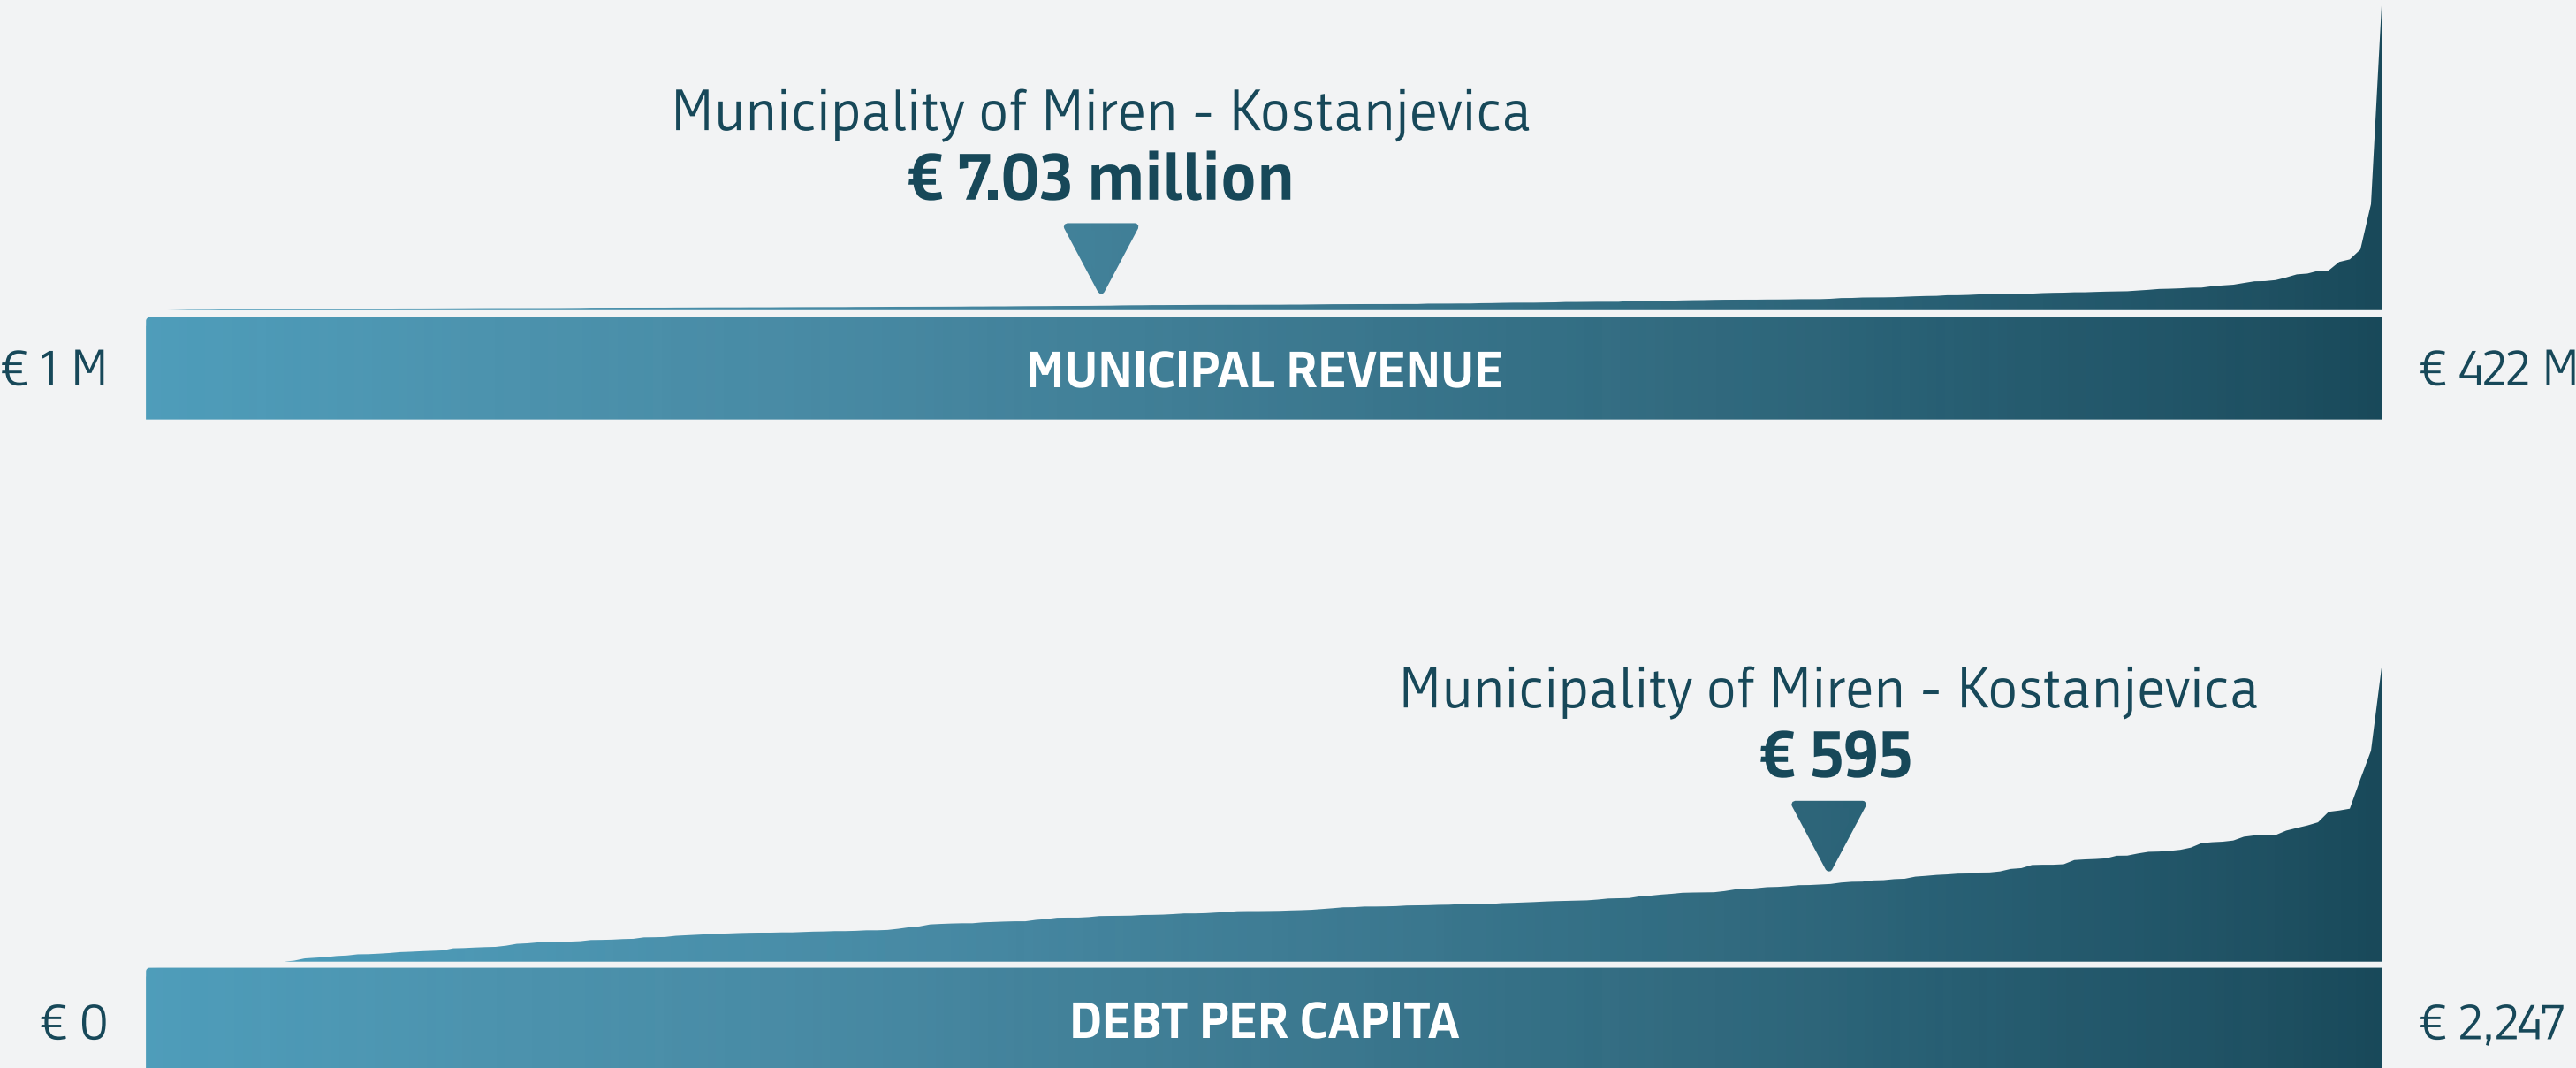 Municipality of Miren - Kostanjevica
€ 7.03 million
€ 1 M
MUNICIPAL REVENUE
€ 422 M
Municipality of Miren - Kostanjevica
€ 595
€ 0
DEBT PER CAPITA
€ 2,247